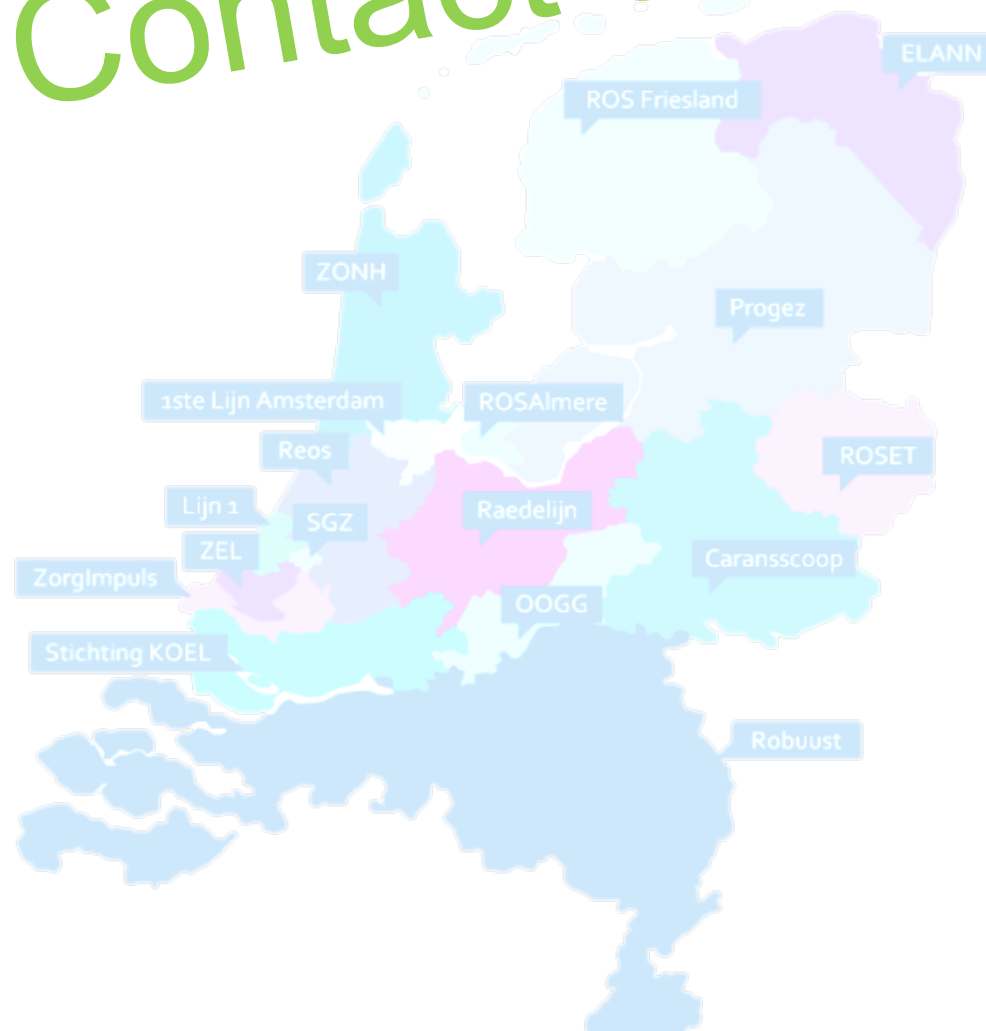 Contact
ELANN
ROS Friesland
ZONH
Progez
1ste Lijn Amsterdam
ROSAlmere
Reos
ROSET
Lijn 1
SGZ
Raedelijn
ZEL
Caransscoop
ZorgImpuls
OOGG
Stichting KOEL
Robuust